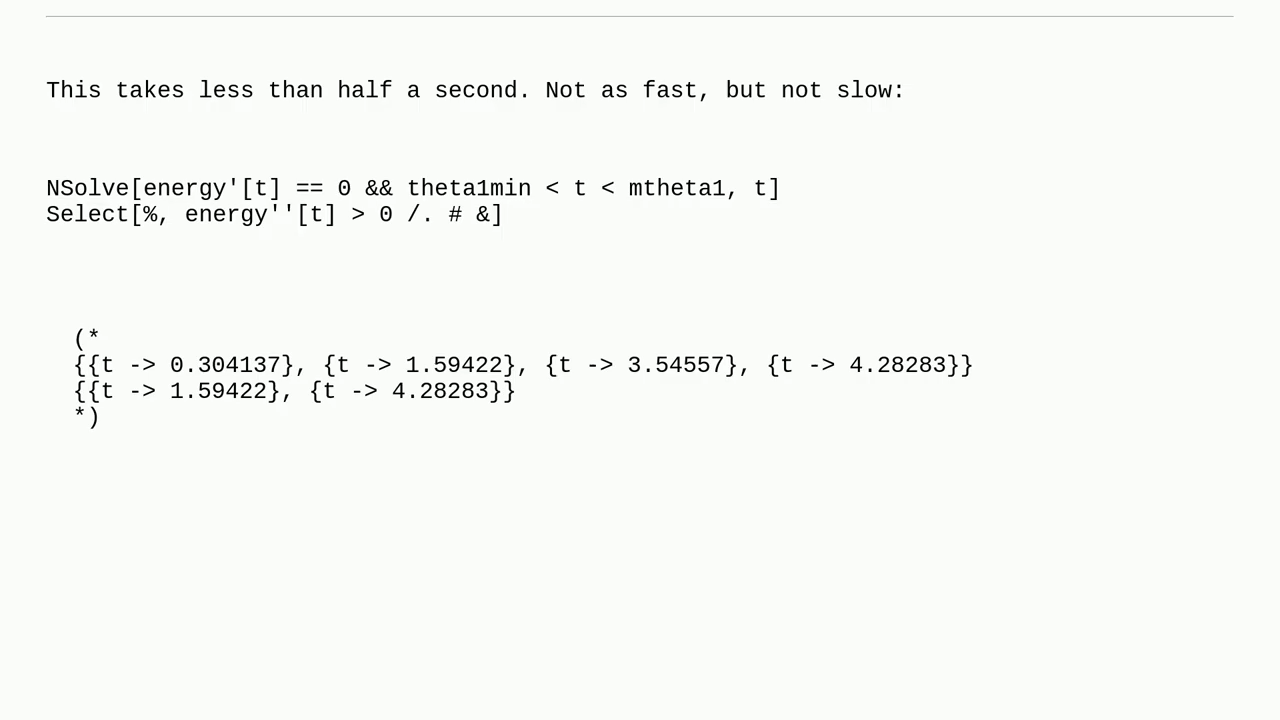 This takes less than half a second. Not as fast, but not slow:
NSolve[energy'[t] == 0 && theta1min < t < mtheta1, t]
Select[%, energy''[t] > 0 /. # &]
(*
{{t -> 0.304137}, {t -> 1.59422}, {t -> 3.54557}, {t -> 4.28283}}
{{t -> 1.59422}, {t -> 4.28283}}
*)